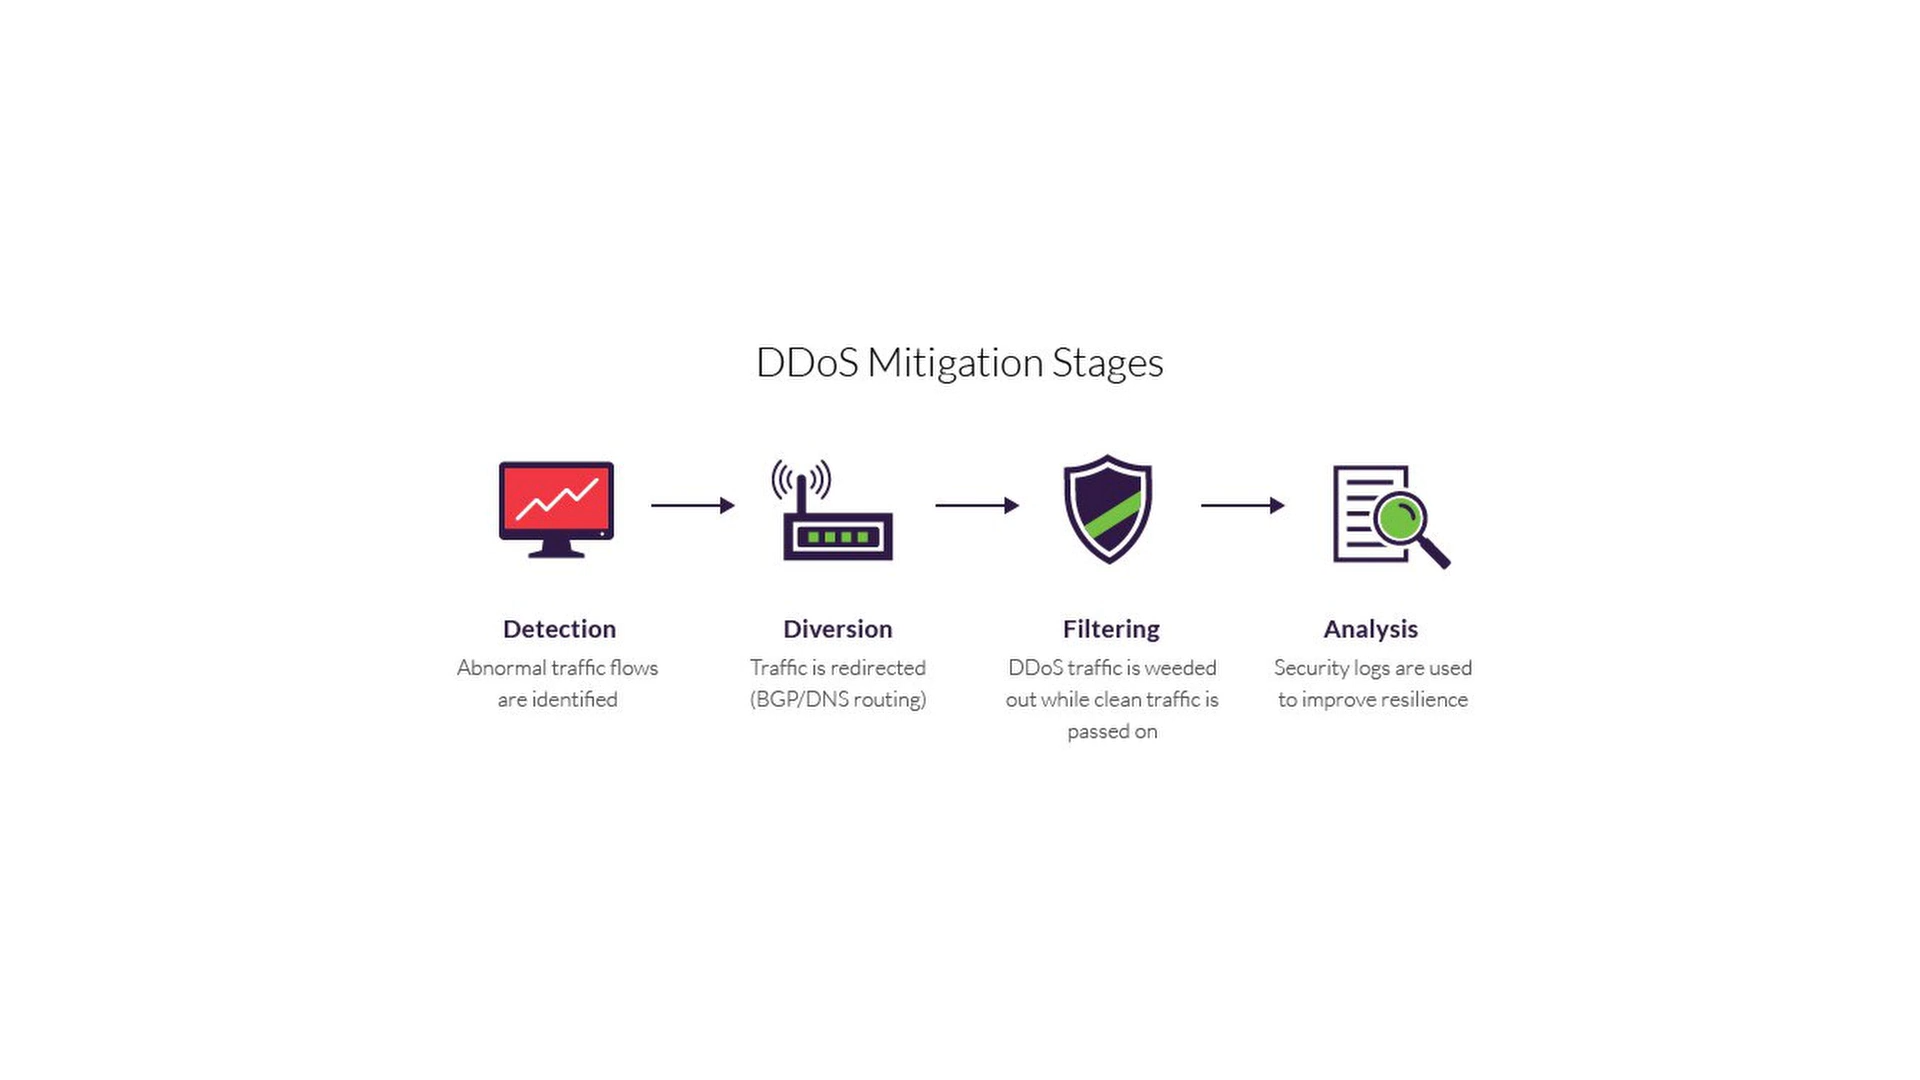 DDoS Mitigation Stages
Detection
Abnormal traffic flows
are identified
Diversion
Traffic is redirected
(BGP/DNS routing)
Filtering
DDoS traffic is weeded
out while clean traffic is
passed on
Analysis
Security logs are used
to improve resilience